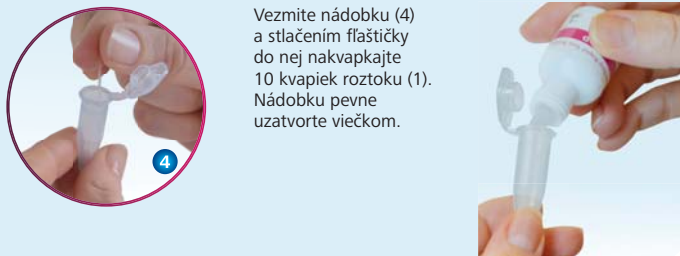 Vezmite nádobku (4)
a stlačením fľaštičky
do nej nakvapkajte
10 kvapiek roztoku (1).
Nádobku pevne
uzatvorte viečkom.
4